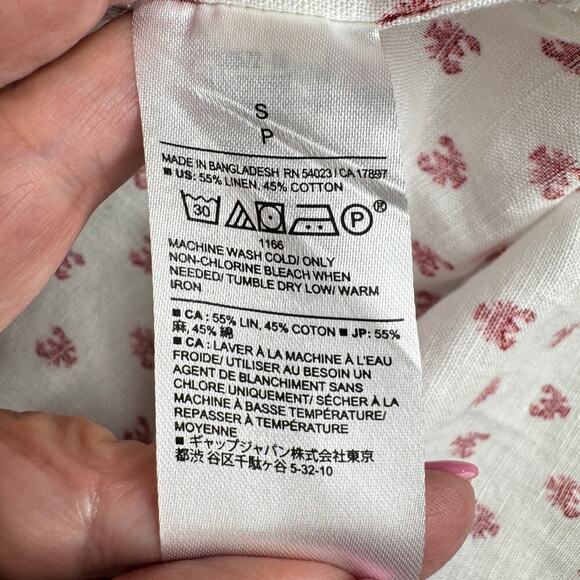 S
P
MADE IN BANGLADESH RN 54023 / CA 17897
■ US: 55% LINEN, 45% COTTON
30 P ®
1166
MACHINE WASH COLD/ ONLY
NON-CHLORINE BLEACH WHEN
NEEDED/ TUMBLE DRY LOW/ WARM
IRON
■ CA : 55% LIN, 45% COTON ■ JP: 55%
麻, 45% 綿
■ CA : LAVER À LA MACHINE À L'EAU
FROIDE/ UTILISER AU BESOIN UN
AGENT DE BLANCHIMENT SANS
CHLORE UNIQUEMENT/ SÉCHER À LA
MACHINE À BASSE TEMPÉRATURE/
REPASSER À TEMPÉRATURE
MOYENNE
■ ギャップジャパン株式会社東京
都渋 谷区千駄ヶ谷 5-32-10